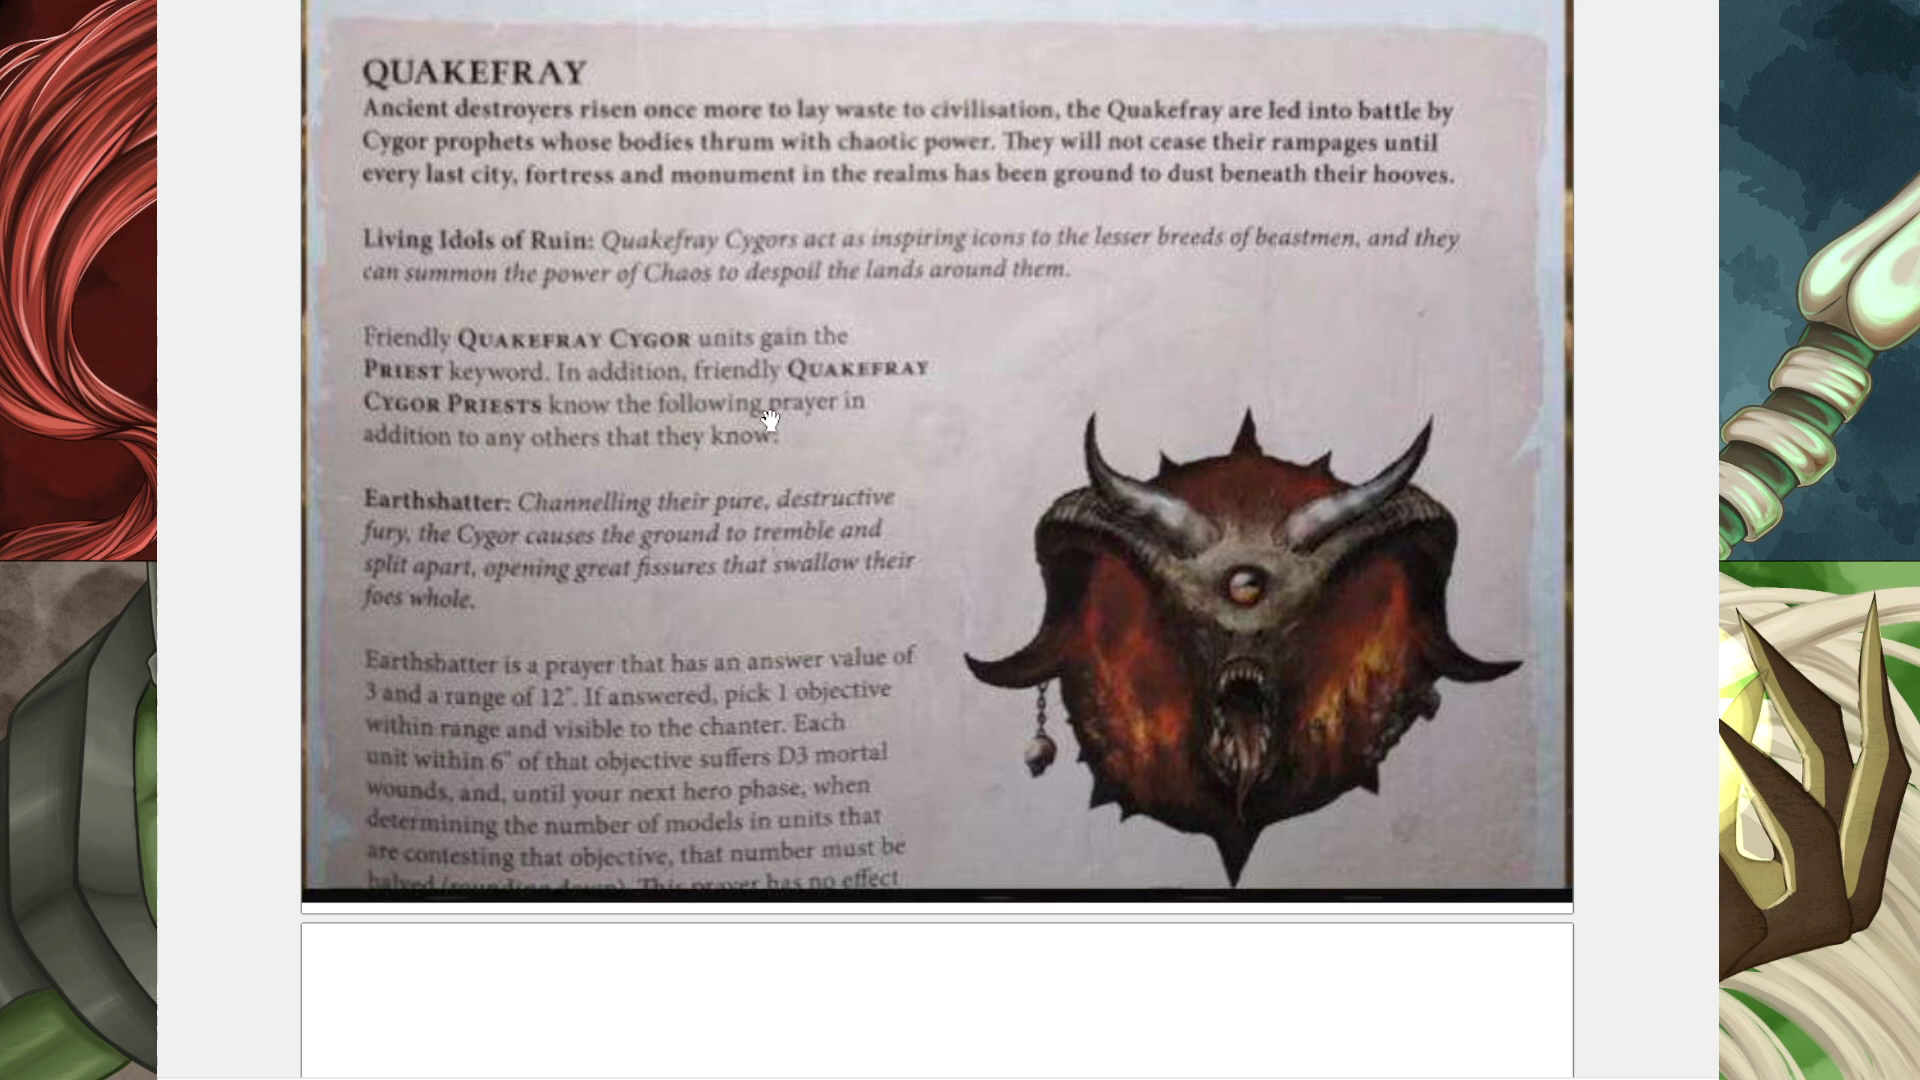 QUAKEFRAY
Ancient destroyers risen once more to lay waste to civilisation, the Quakefray are led into battle by
Cygor prophets whose bodies thrum with chaotic power. They will not cease their rampages until
every last city, fortress and monument in the realms has been ground to dust beneath their hooves.
Living Idols of Ruin: Quakefray Cygors act as inspiring icons to the lesser breeds of beastmen, and they
can summon the power of Chaos to despoil the lands around them.
Friendly QUAKEFRAY CYGOR units gain the
PRIEST keyword. In addition, friendly QUAKEFRAY
CYGOR PRIESTS know the following prayer in
addition to any others that they know:
Earthshatter: Channelling their pure, destructive
fury, the Cygor causes the ground to tremble and
split apart, opening great fissures that swallow their
foes whole.
Earthshatter is a prayer that has an answer value of
3 and a range of 12". If answered, pick 1 objective
within range and visible to the chanter. Each
unit within 6" of that objective suffers D3 mortal
wounds, and, until your next hero phase, when
determining the number of models in units that
are contesting that objective, that number must be
halved (rounding down). This prayer has no effect